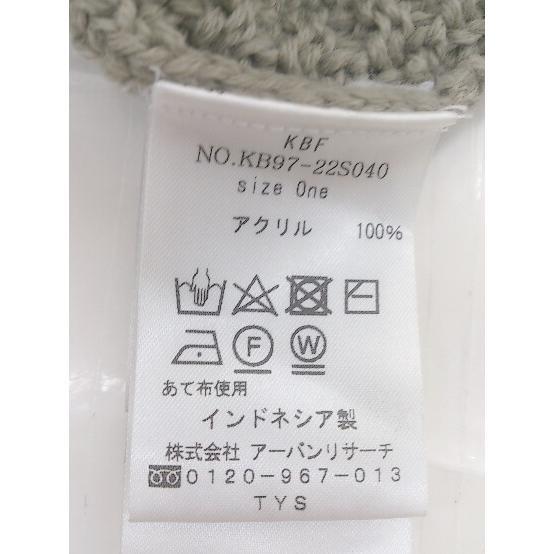 KBF
NO.KB97-22S040
size One
アクリル 100%
F W
あて布使用
インドネシア製
株式会社 アーバンリサーチ
0120-967-013
TYS